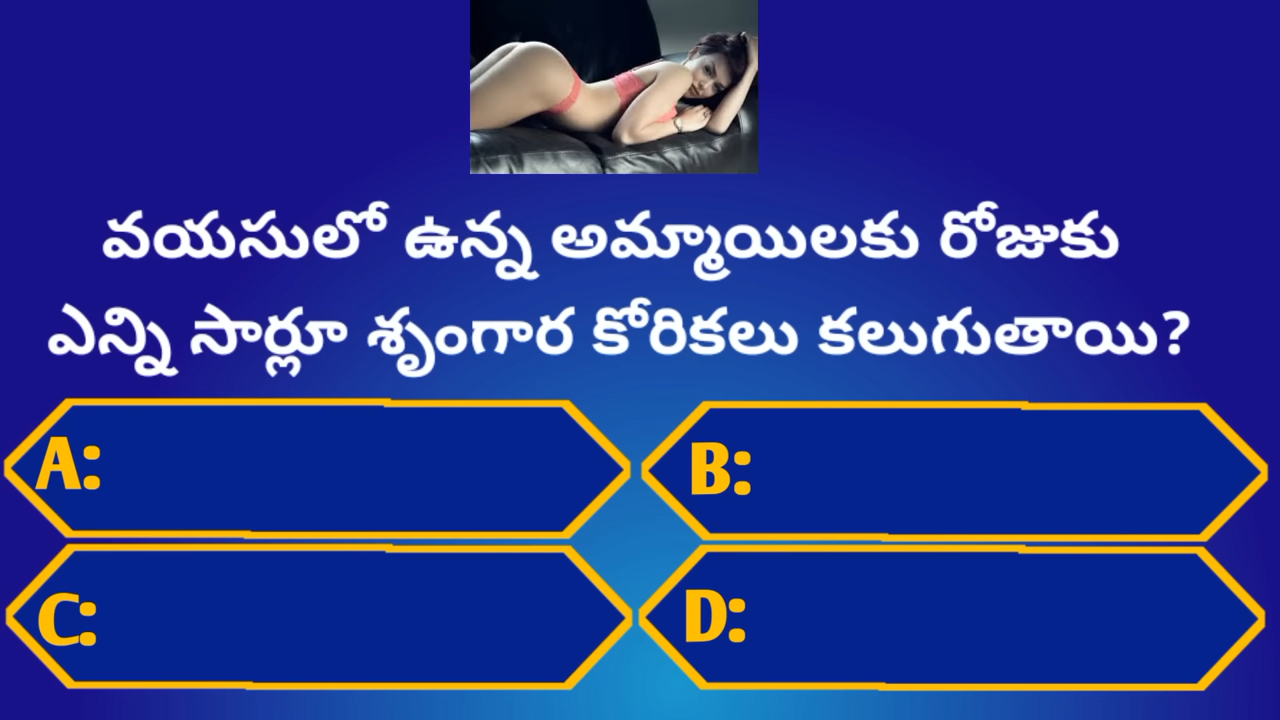 వయసులో ఉన్న అమ్మాయిలకు రోజుకు
ఎన్ని సార్లూ శృంగార కోరికలు కలుగుతాయి?
A:
B:
C:
D: